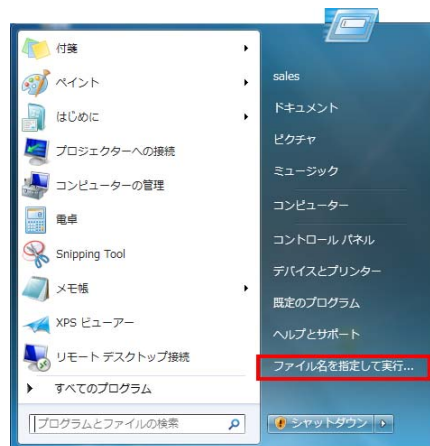 付箋
ペイント
はじめに
プロジェクターへの接続
コンピューターの管理
電卓
Snipping Tool
メモ帳
XPS ビューアー
リモート デスクトップ接続
すべてのプログラム
プログラムとファイルの検索
sales
ドキュメント
ピクチャ
ミュージック
コンピューター
コントロール パネル
デバイスとプリンター
既定のプログラム
ヘルプとサポート
ファイル名を指定して実行...
シャットダウン